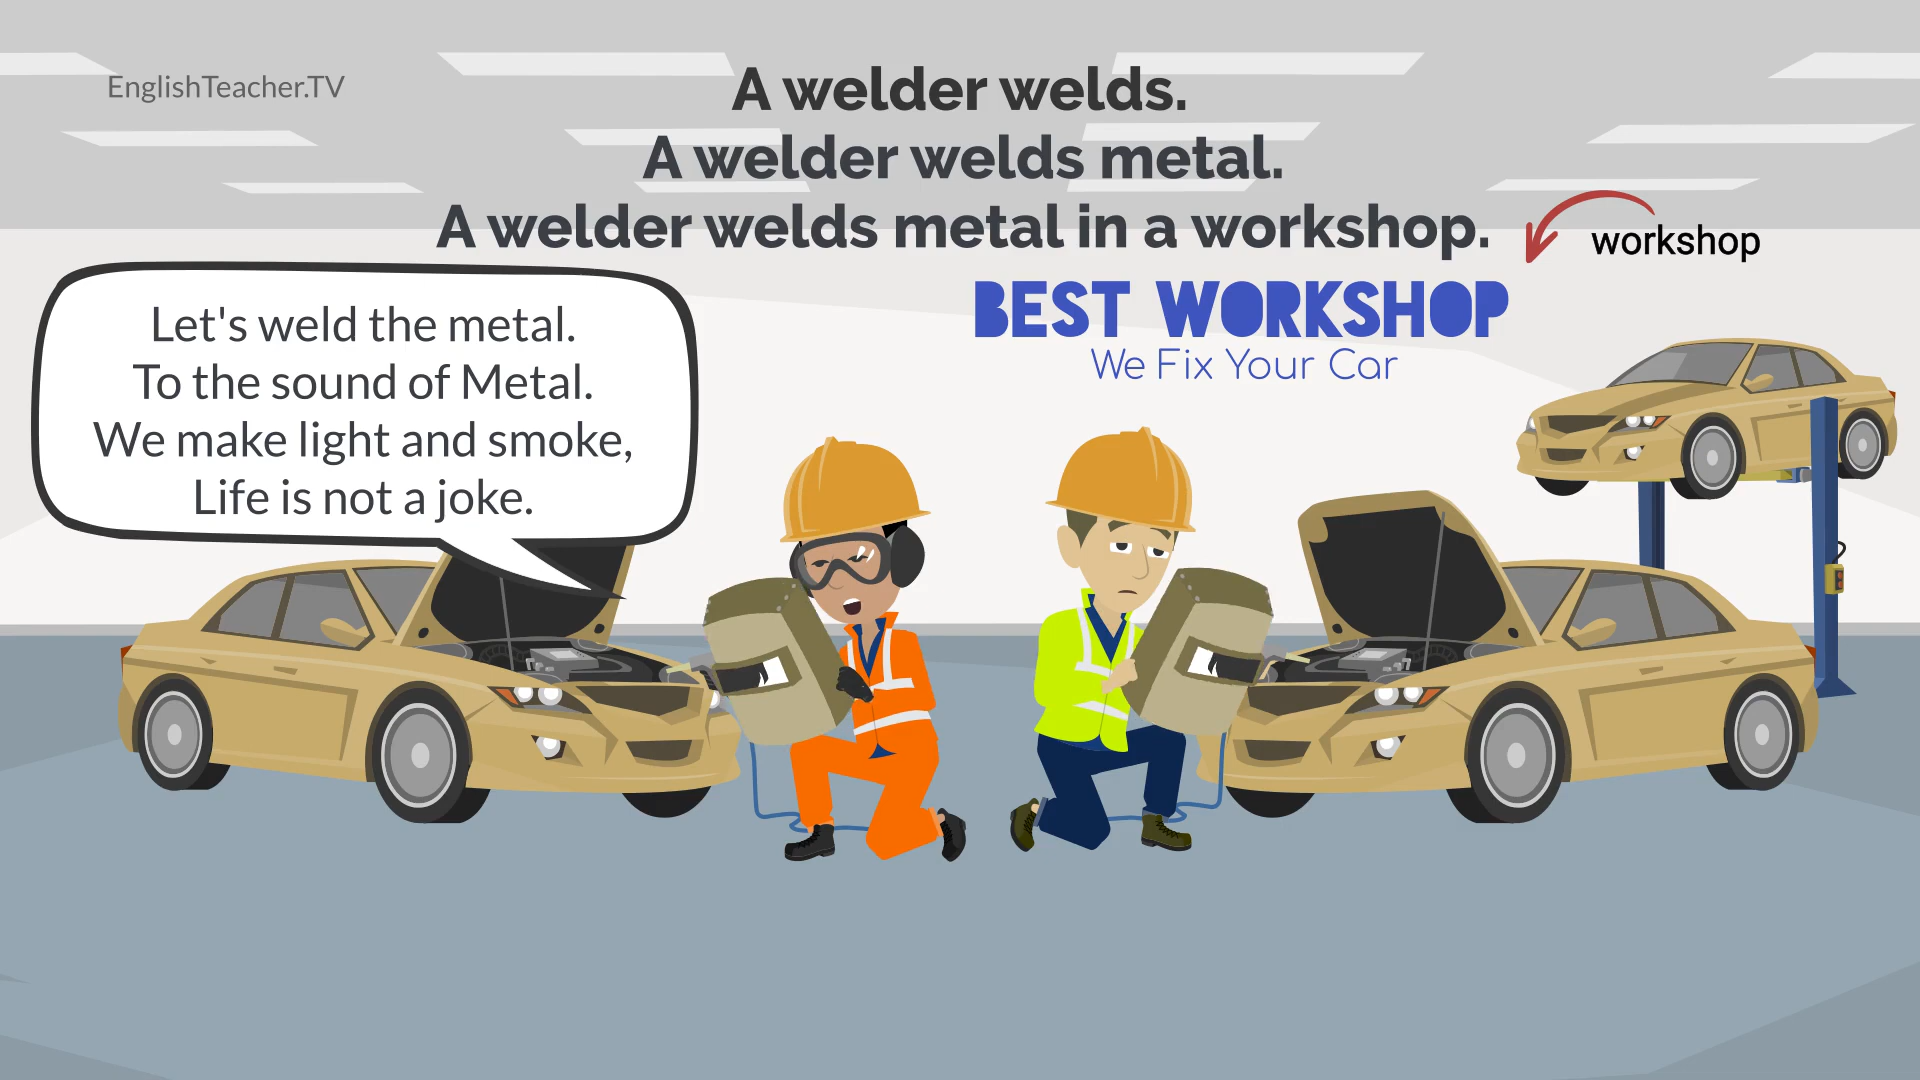 EnglishTeacher.TV
A welder welds.
A welder welds metal.
A welder welds metal in a workshop.
workshop
BEST WORKSHOP
We Fix Your Car
Let's weld the metal.
To the sound of Metal.
We make light and smoke,
Life is not a joke.